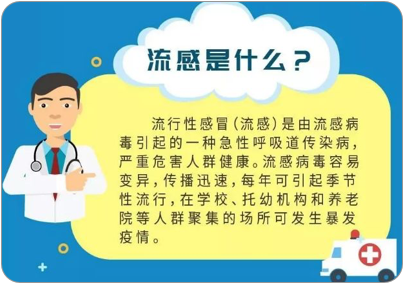 流感是什么？
流行性感冒（流感）是由流感病
毒引起的一种急性呼吸道传染病，
严重危害人群健康。流感病毒容易
变异，传播迅速，每年可引起季节
性流行，在学校、托幼机构和养老
院等人群聚集的场所可发生暴发
疫情。